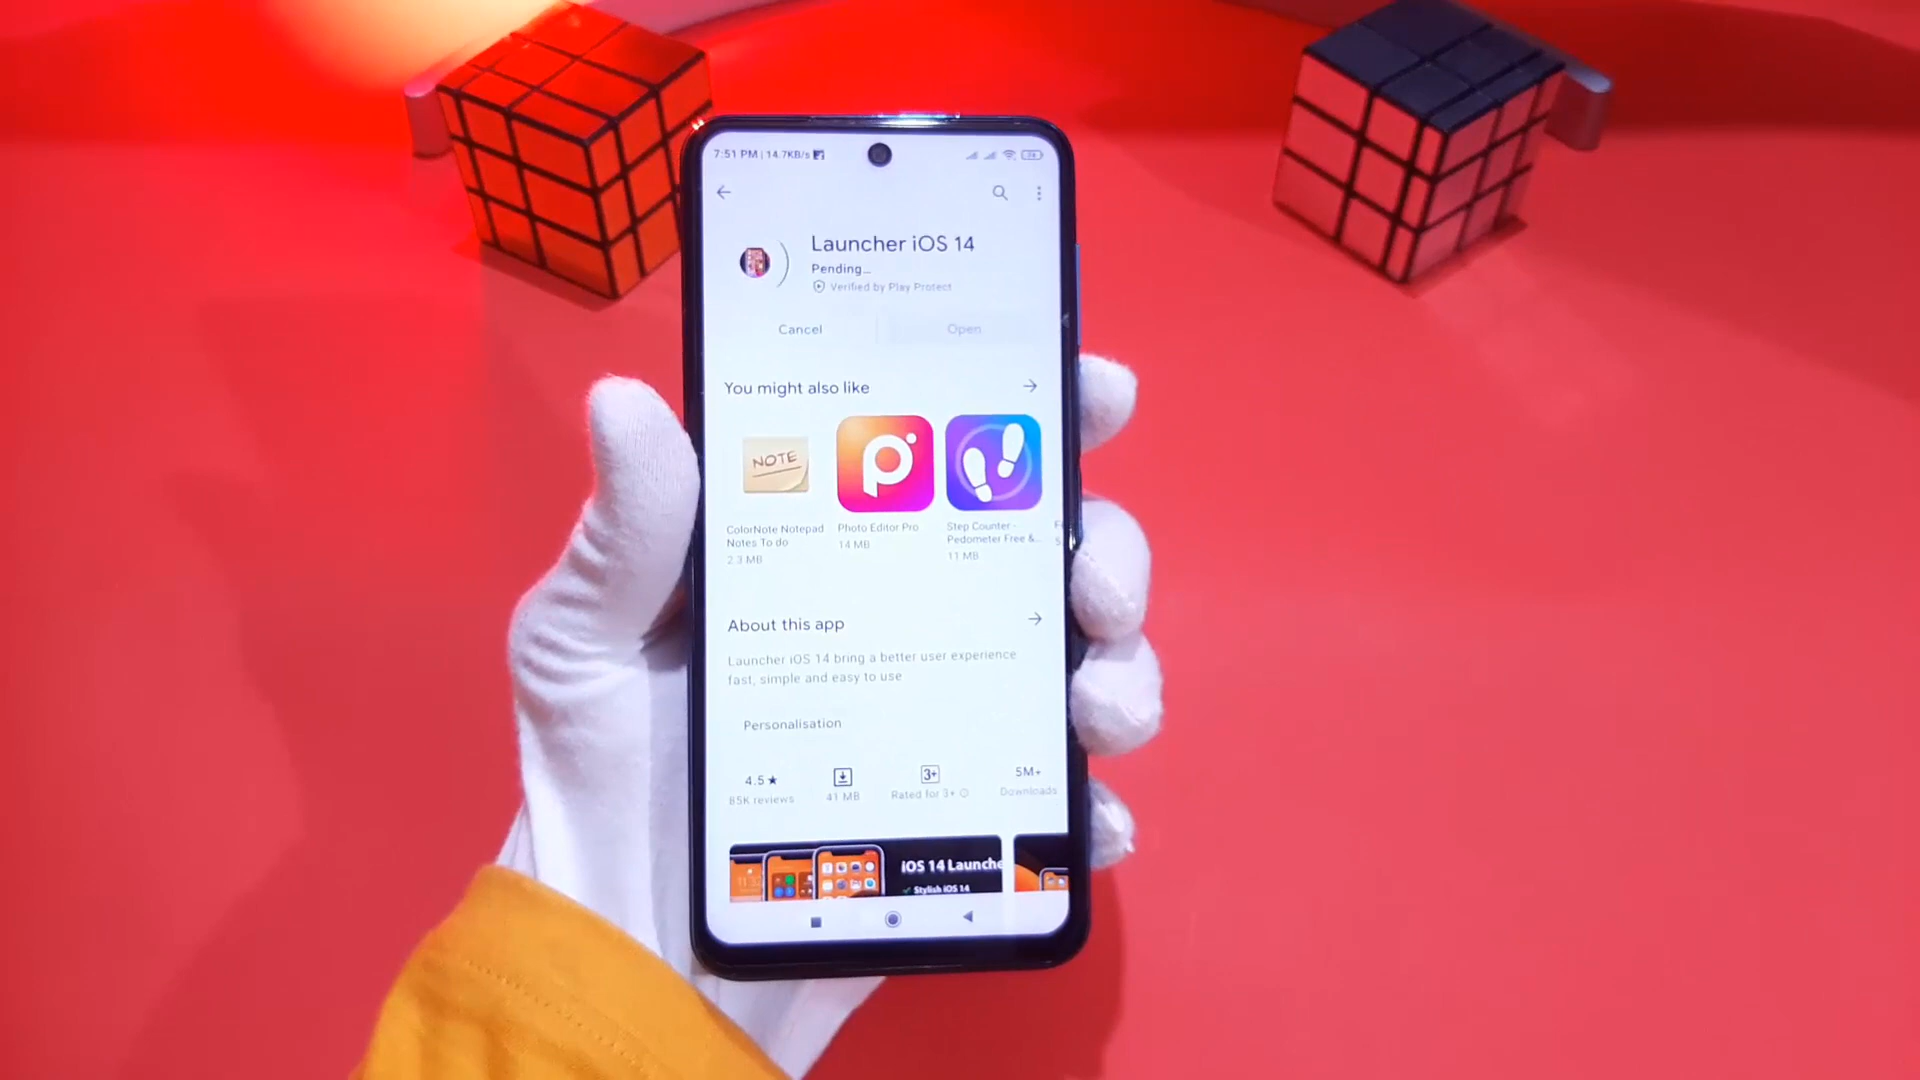 7:51 PM | 14.7KB/s
Launcher iOS 14
Pending...
Verified by Play Protect
Cancel
Open
You might also like
NOTE
ColorNote Notepad
Notes To do
2.3 MB
Photo Editor Pro
14 MB
Step Counter -
Pedometer Free &...
11 MB
About this app
Launcher iOS 14 bring a better user experience
fast, simple and easy to use
Personalisation
4.5★
85K reviews
41 MB
3+
Rated for 3+
5M+
Downloads
iOS 14 Launche
Stylish iOS 14